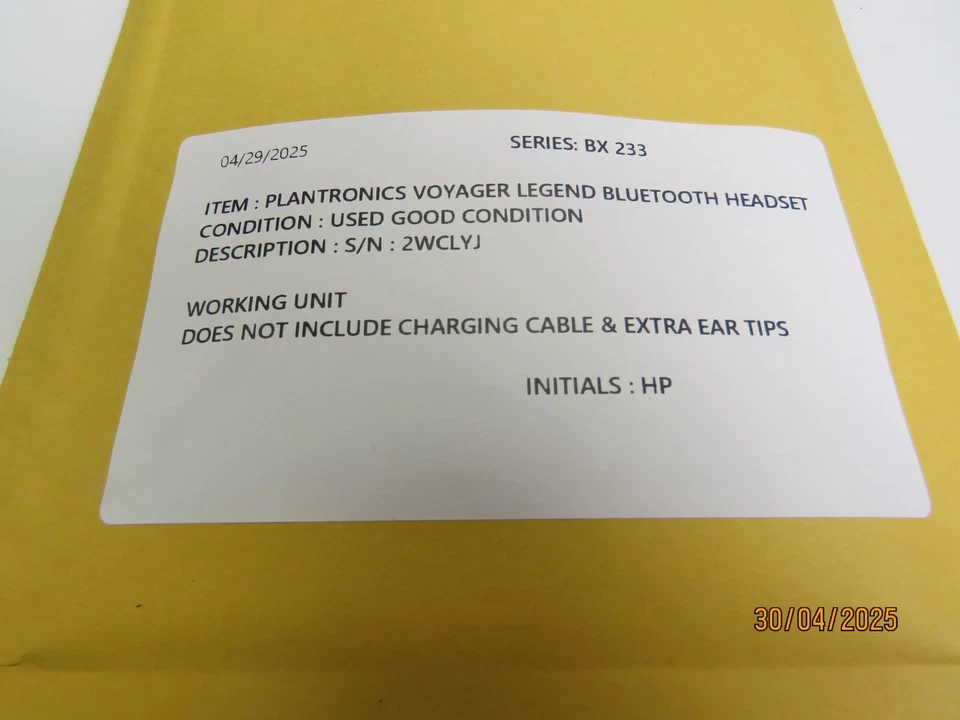 04/29/2025
SERIES: BX 233
ITEM : PLANTRONICS VOYAGER LEGEND BLUETOOTH HEADSET
CONDITION : USED GOOD CONDITION
DESCRIPTION : S/N : 2WCLYJ
WORKING UNIT
DOES NOT INCLUDE CHARGING CABLE & EXTRA EAR TIPS
INITIALS : HP
30/04/2025